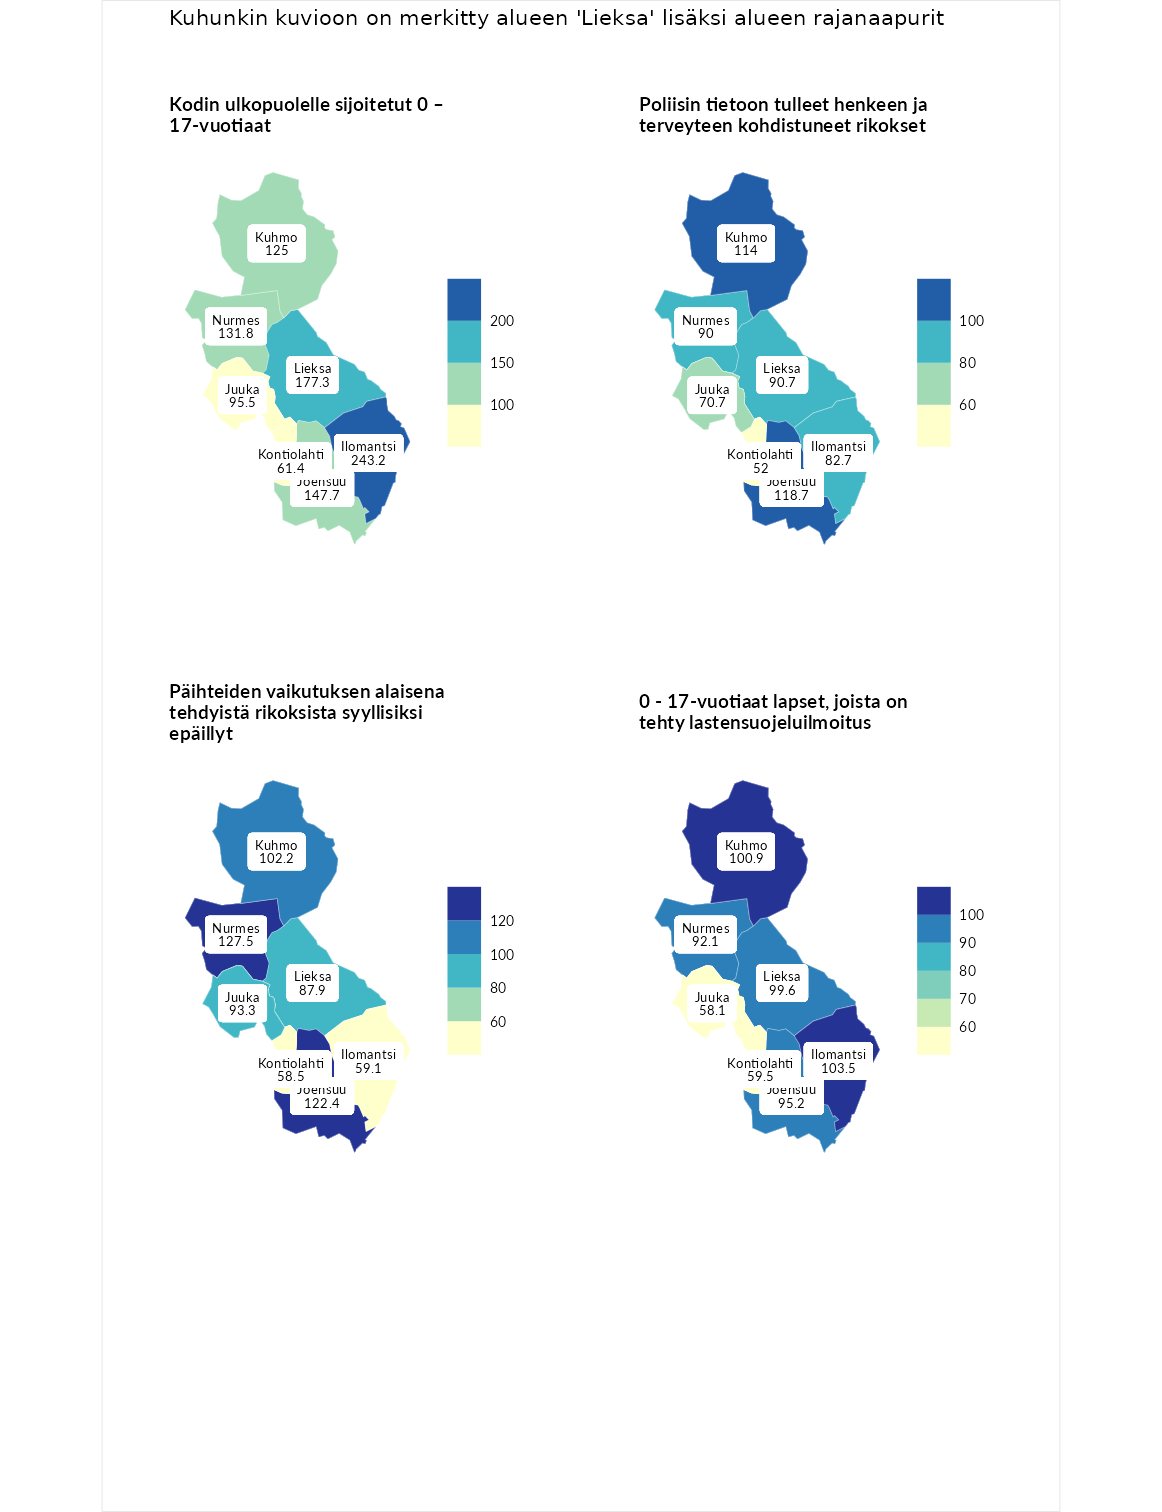 Kuhunkin kuvioon on merkitty alueen 'Lieksa' lisäksi alueen rajanaapurit
Kodin ulkopuolelle sijoitetut 0 –
17-vuotiaat
Kuhmo
125
Nurmes
131.8
Lieksa
177.3
Juuka
95.5
Ilomantsi
243.2
Kontiolahti
61.4
Joensuu
147.7
200
150
100
Poliisin tietoon tulleet henkeen ja
terveyteen kohdistuneet rikokset
Kuhmo
114
Nurmes
90
Lieksa
90.7
Juuka
70.7
Ilomantsi
82.7
Kontiolahti
52
Joensuu
118.7
100
80
60
Päihteiden vaikutuksen alaisena
tehdyistä rikoksista syyllisiksi
epäillyt
Kuhmo
102.2
Nurmes
127.5
Lieksa
87.9
Juuka
93.3
Ilomantsi
59.1
Kontiolahti
58.5
Joensuu
122.4
120
100
80
60
0 - 17-vuotiaat lapset, joista on
tehty lastensuojeluilmoitus
Kuhmo
100.9
Nurmes
92.1
Lieksa
99.6
Juuka
58.1
Ilomantsi
103.5
Kontiolahti
59.5
Joensuu
95.2
100
90
80
70
60